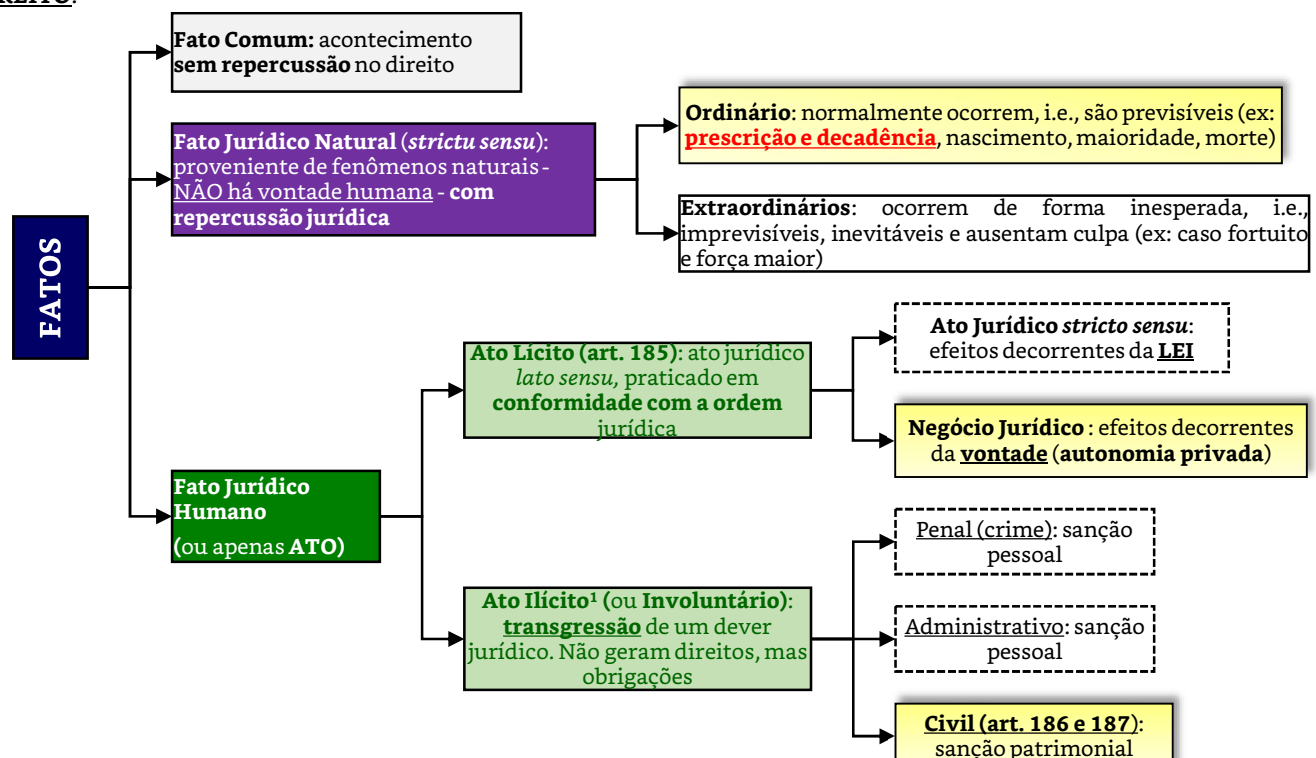 FATOS
Fato Comum: acontecimento
sem repercussão no direito
Fato Jurídico Natural (strictu sensu):
proveniente de fenômenos naturais -
NÃO há vontade humana - com
repercussão jurídica
Ordinário: normalmente ocorrem, i.e., são previsíveis (ex:
prescrição e decadência, nascimento, maioridade, morte)
Extraordinários: ocorrem de forma inesperada, i.e.,
imprevisíveis, inevitáveis e ausentam culpa (ex: caso fortuito
e força maior)
Fato Jurídico
Humano
(ou apenas ATO)
Ato Lícito (art. 185): ato jurídico
lato sensu, praticado em
conformidade com a ordem
jurídica
Ato Jurídico stricto sensu:
efeitos decorrentes da LEI
Negócio Jurídico : efeitos decorrentes
da vontade (autonomia privada)
Ato Ilícito¹ (ou Involuntário):
transgressão de um dever
jurídico. Não geram direitos, mas
obrigações
Penal (crime): sanção
pessoal
Administrativo: sanção
pessoal
Civil (art. 186 e 187):
sanção patrimonial